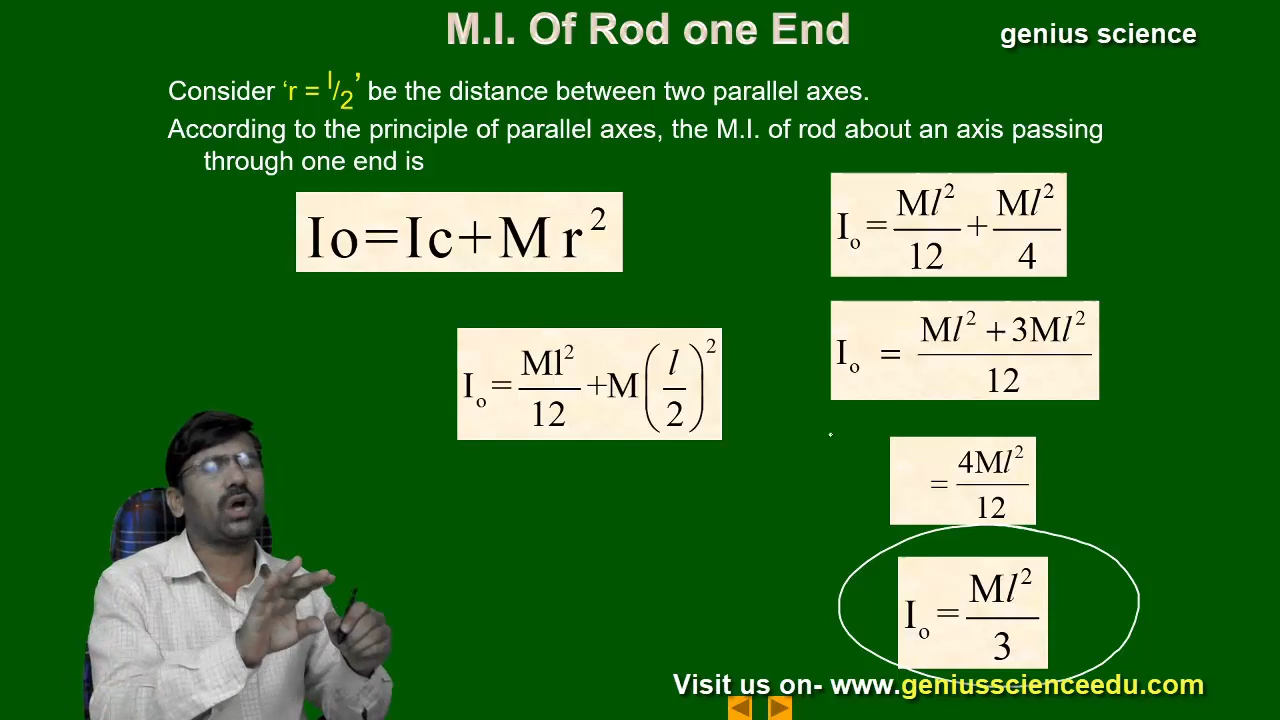 M.I. Of Rod one End
genius science
Consider ‘r = l/2’ be the distance between two parallel axes.
According to the principle of parallel axes, the M.I. of rod about an axis passing
through one end is
Io=Ic+Mr²
Iₒ = Ml²/12 + M(l/2)²
Iₒ = Ml²/12 + Ml²/4
Iₒ = (Ml² + 3Ml²)/12
= 4Ml²/12
Iₒ = Ml²/3
Visit us on- www.geniusscienceedu.com